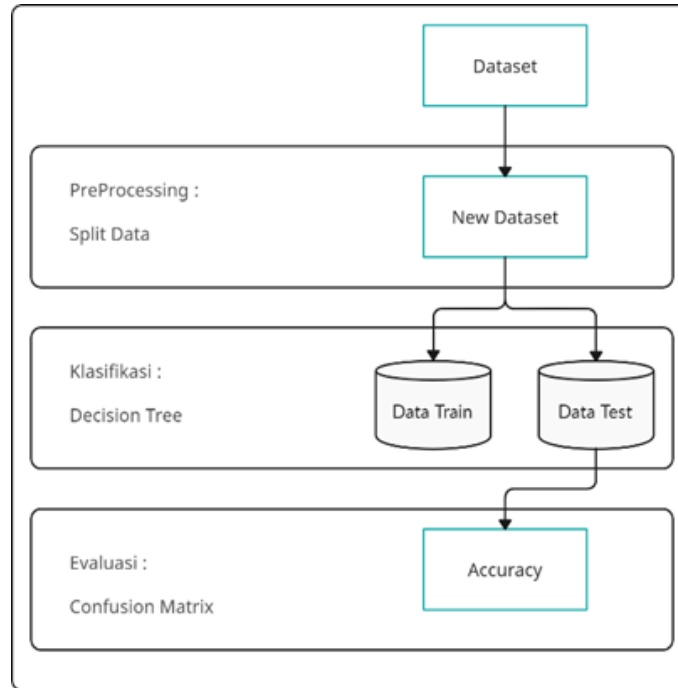 Dataset
PreProcessing :
Split Data
New Dataset
Klasifikasi :
Decision Tree
Data Train
Data Test
Evaluasi :
Confusion Matrix
Accuracy